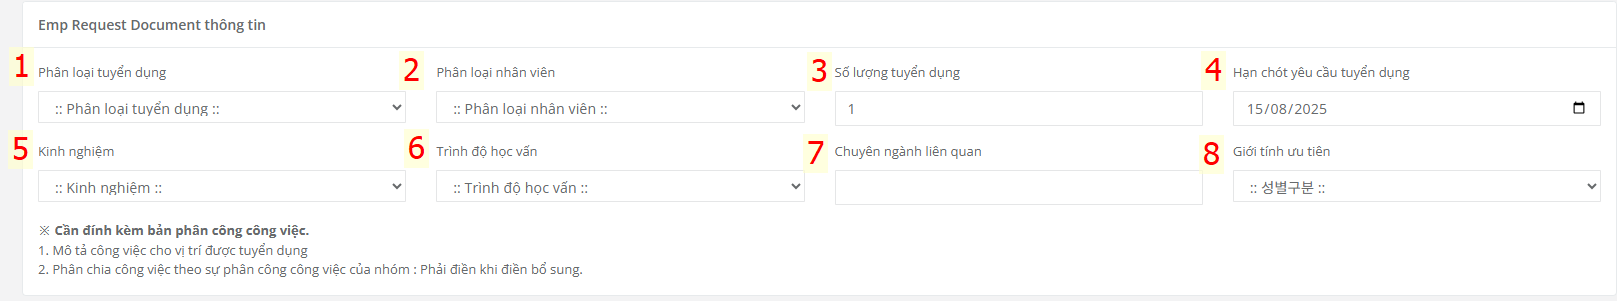 Emp Request Document thông tin
1 Phân loại tuyển dụng 2 Phân loại nhân viên 3 Số lượng tuyển dụng 4 Hạn chót yêu cầu tuyển dụng
:: Phân loại tuyển dụng :: :: Phân loại nhân viên :: 1 15/08/2025
5 Kinh nghiệm 6 Trình độ học vấn 7 Chuyên ngành liên quan 8 Giới tính ưu tiên
:: Kinh nghiệm :: :: Trình độ học vấn :: :: 성별구분 ::
※ Cần đính kèm bản phân công công việc.
1. Mô tả công việc cho vị trí được tuyển dụng
2. Phân chia công việc theo sự phân công công việc của nhóm : Phải điền khi điền bổ sung.